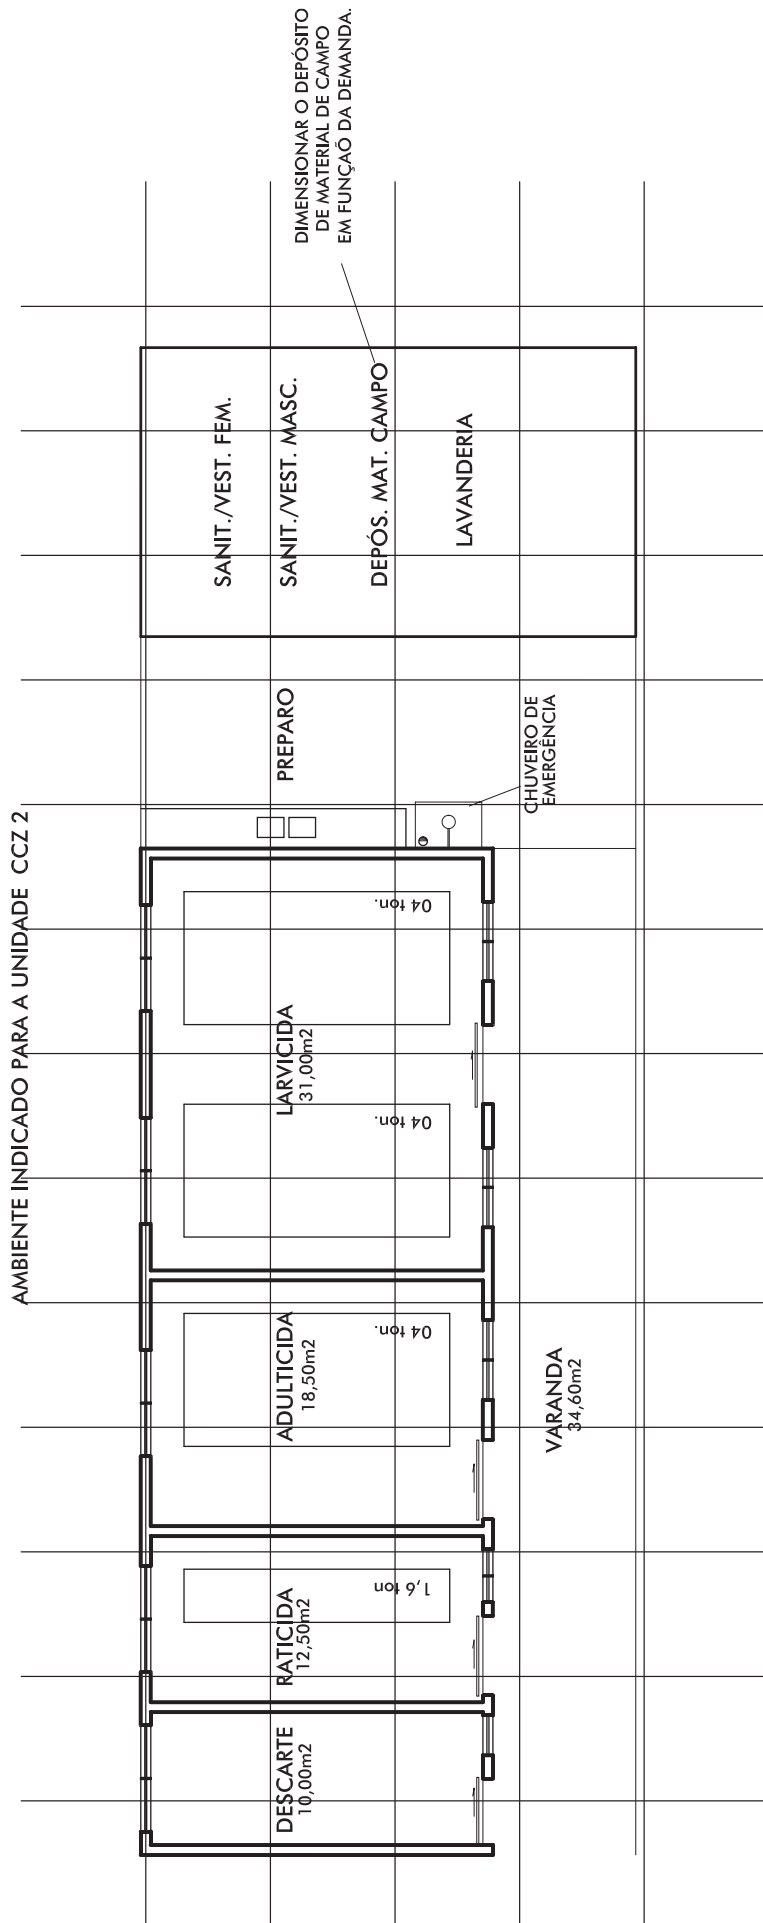 AMBIENTE INDICADO PARA A UNIDADE CCZ 2
DIMENSIONAR O DEPÓSITO
DE MATERIAL DE CAMPO
EM FUNÇAÕ DA DEMANDA.
SANIT./VEST. FEM.
SANIT./VEST. MASC.
DEPÓS. MAT. CAMPO
LAVANDERIA
PREPARO
CHUVEIRO DE
EMERGÊNCIA
04 ton.
LARVICIDA
31,00m2
04 ton.
04 ton.
ADULTICIDA
18,50m2
VARANDA
34,60m2
1,6 ton
RATICIDA
12,50m2
DESCARTE
10,00m2